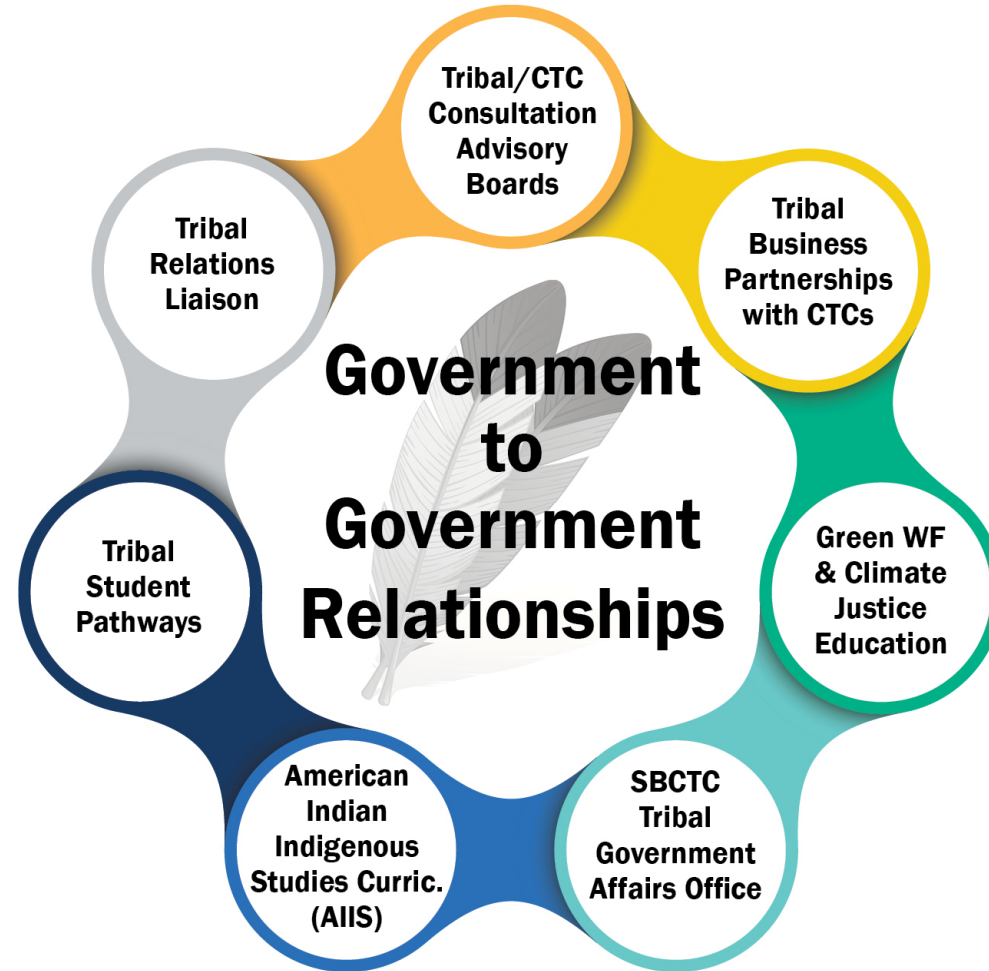 Tribal/CTC
Consultation
Advisory
Boards
Tribal
Business
Partnerships
with CTCs
Green WF
& Climate
Justice
Education
SBCTC
Tribal
Government
Affairs Office
American
Indian
Indigenous
Studies Curric.
(AIIS)
Tribal
Student
Pathways
Tribal
Relations
Liaison
Government
to
Government
Relationships